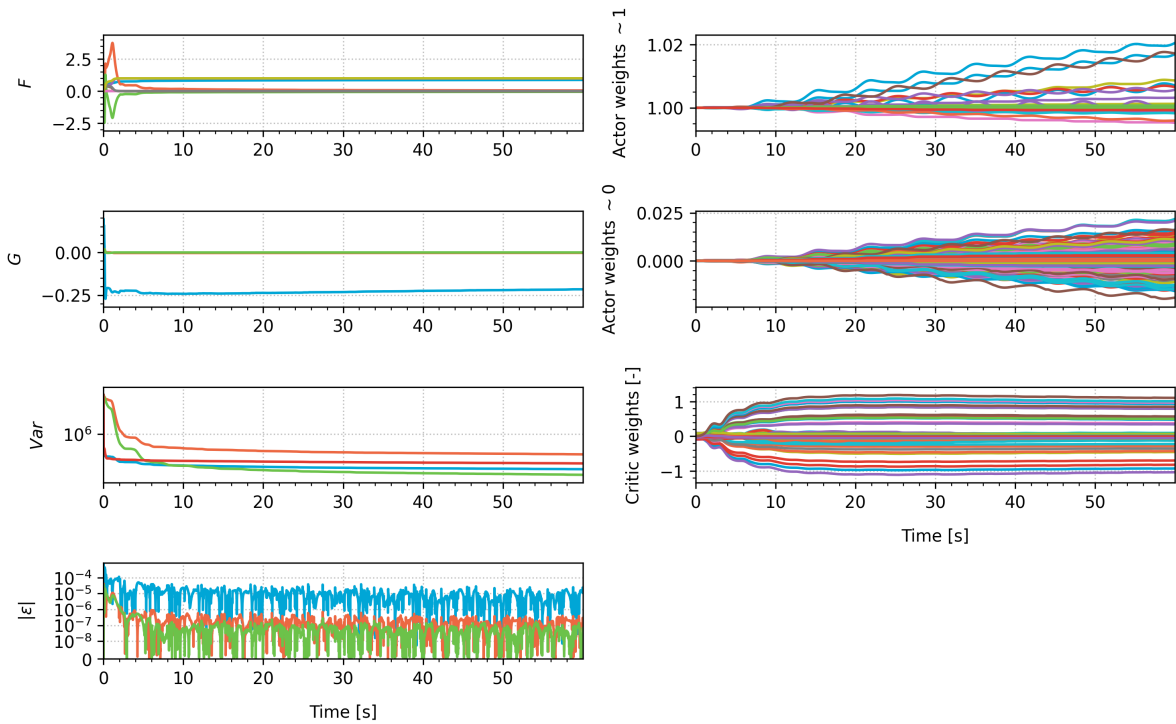 F
2.5
0.0
−2.5
0 10 20 30 40 50
Actor weights ~ 1
1.02
1.00
0 10 20 30 40 50
G
0.00
−0.25
0 10 20 30 40 50
Actor weights ~ 0
0.025
0.000
0 10 20 30 40 50
Var
10⁶
0 10 20 30 40 50
Critic weights [-]
1
0
−1
0 10 20 30 40 50
Time [s]
|ε|
10⁻⁴
10⁻⁵
10⁻⁶
10⁻⁷
10⁻⁸
0
0 10 20 30 40 50
Time [s]